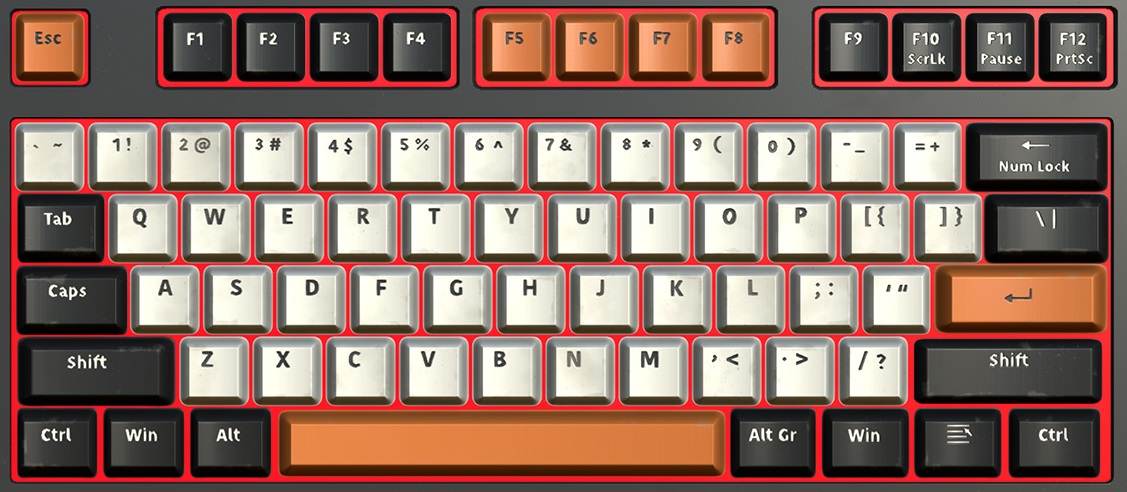 Esc F1 F2 F3 F4 F5 F6 F7 F8 F9 F10 F11 F12
ScrLk Pause PrtSc
` ~ 1! 2@ 3# 4$ 5% 6^ 7& 8* 9( 0) -_ =+ ←
Num Lock
Tab Q W E R T Y U I O P [{ ]} \|
Caps A S D F G H J K L ;: '" ↵
Shift Z X C V B N M ,< .> /? Shift
Ctrl Win Alt Alt Gr Win Ctrl